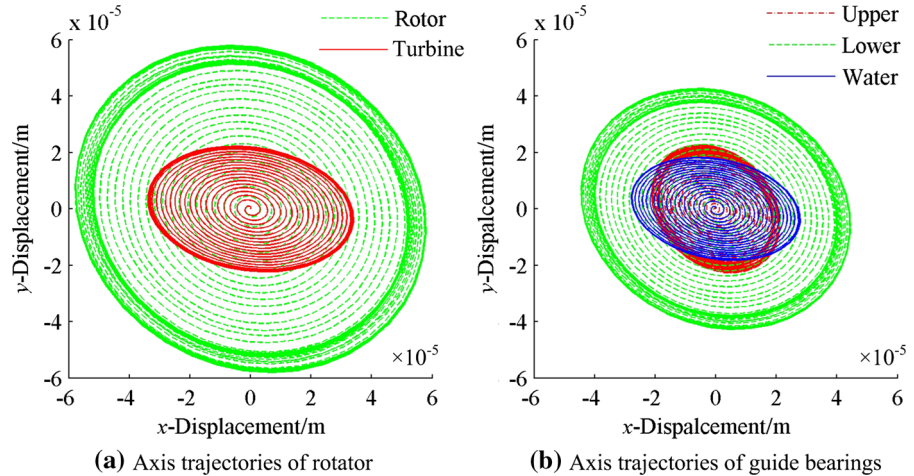 x 10-5
Rotor
Turbine
6
4
2
0
-2
-4
-6
y-Displacement/m
×10-5
-6 -4 -2 0 2 4 6
x-Displacement/m
(a) Axis trajectories of rotator
x 10-5
Upper
Lower
Water
6
4
2
0
-2
-4
-6
y-Dispalcement/m
×10-5
-6 -4 -2 0 2 4 6
x-Dispalcement/m
(b) Axis trajectories of guide bearings